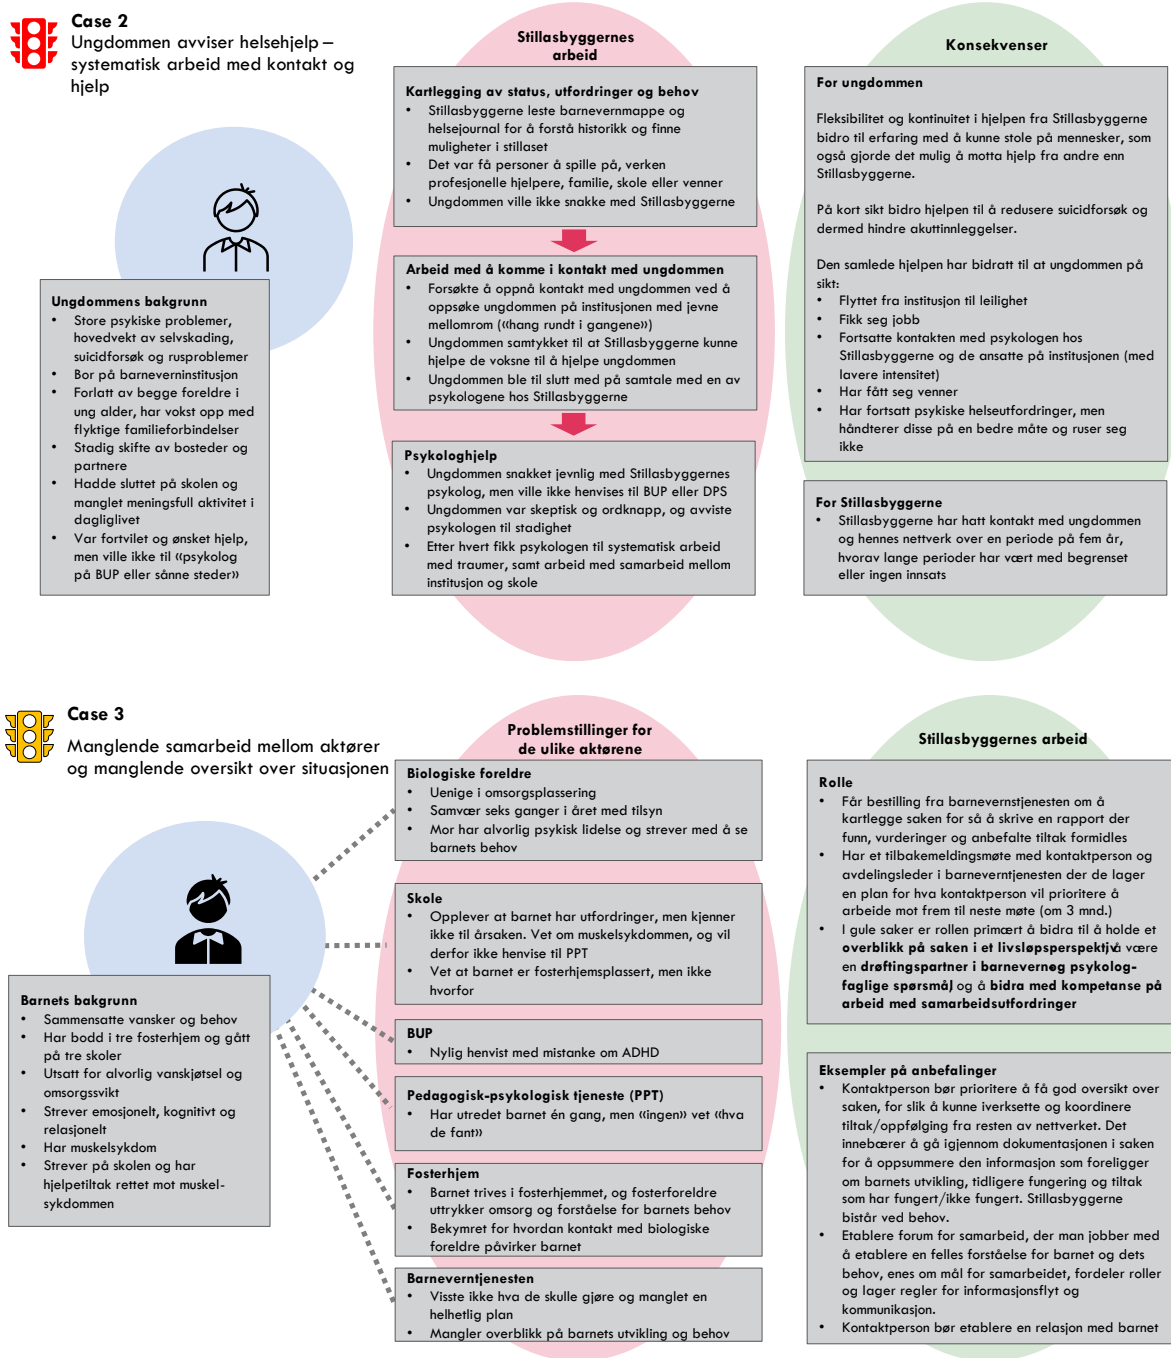 Case 2
Ungdommen avviser helsehjelp –
systematisk arbeid med kontakt og
hjelp
Ungdommens bakgrunn
• Store psykiske problemer,
hovedvekt av selvskading,
suicidforsøk og rusproblemer
• Bor på barneverninstitusjon
• Forlatt av begge foreldre i
ung alder, har vokst opp med
flyktige familieforbindelser
• Stadig skifte av bosteder og
partnere
• Hadde sluttet på skolen og
manglet meningsfull aktivitet i
dagliglivet
• Var fortvilet og ønsket hjelp,
men ville ikke til «psykolog
på BUP eller sånne steder»
Stillasbyggernes
arbeid
Kartlegging av status, utfordringer og behov
• Stillasbyggerne leste barnevernmappe og
helsejournal for å forstå historikk og finne
muligheter i stillaset
• Det var få personer å spille på, verken
profesjonelle hjelpere, familie, skole eller venner
• Ungdommen ville ikke snakke med Stillasbyggerne
Arbeid med å komme i kontakt med ungdommen
• Forsøkte å oppnå kontakt med ungdommen ved å
oppsøke ungdommen på institusjonen med jevne
mellomrom («hang rundt i gangene»)
• Ungdommen samtykket til at Stillasbyggerne kunne
hjelpe de voksne til å hjelpe ungdommen
• Ungdommen ble til slutt med på samtale med en av
psykologene hos Stillasbyggerne
Psykologhjelp
• Ungdommen snakket jevnlig med Stillasbyggernes
psykolog, men ville ikke henvises til BUP eller DPS
• Ungdommen var skeptisk og ordknapp, og avviste
psykologen til stadighet
• Etter hvert fikk psykologen til systematisk arbeid
med traumer, samt arbeid med samarbeid mellom
institusjon og skole
Konsekvenser
For ungdommen
Fleksibilitet og kontinuitet i hjelpen fra Stillasbyggerne
bidro til erfaring med å kunne stole på mennesker, som
også gjorde det mulig å motta hjelp fra andre enn
Stillasbyggerne.
På kort sikt bidro hjelpen til å redusere suicidforsøk og
dermed hindre akuttinnleggelser.
Den samlede hjelpen har bidratt til at ungdommen på
sikt:
• Flyttet fra institusjon til leilighet
• Fikk seg jobb
• Fortsatte kontakten med psykologen hos
Stillasbyggerne og de ansatte på institusjonen (med
lavere intensitet)
• Har fått seg venner
• Har fortsatt psykiske helseutfordringer, men
håndterer disse på en bedre måte og ruser seg
ikke
For Stillasbyggerne
• Stillasbyggerne har hatt kontakt med ungdommen
og hennes nettverk over en periode på fem år,
hvorav lange perioder har vært med begrenset
eller ingen innsats
Case 3
Manglende samarbeid mellom aktører
og manglende oversikt over situasjonen
Barnets bakgrunn
• Sammensatte vansker og behov
• Har bodd i tre fosterhjem og gått
på tre skoler
• Utsatt for alvorlig vanskjøtsel og
omsorgssvikt
• Strever emosjonelt, kognitivt og
relasjonelt
• Har muskelsykdom
• Strever på skolen og har
hjelpetiltak rettet mot muskel-
sykdommen
Problemstillinger for
de ulike aktørene
Biologiske foreldre
• Uenige i omsorgsplassering
• Samvær seks ganger i året med tilsyn
• Mor har alvorlig psykisk lidelse og strever med å se
barnets behov
Skole
• Opplever at barnet har utfordringer, men kjenner
ikke til årsaken. Vet om muskelsykdommen, og vil
derfor ikke henvise til PPT
• Vet at barnet er fosterhjemsplassert, men ikke
hvorfor
BUP
• Nylig henvist med mistanke om ADHD
Pedagogisk-psykologisk tjeneste (PPT)
• Har utredet barnet én gang, men «ingen» vet «hva
de fant»
Fosterhjem
• Barnet trives i fosterhjemmet, og fosterforeldre
uttrykker omsorg og forståelse for barnets behov
• Bekymret for hvordan kontakt med biologiske
foreldre påvirker barnet
Barneverntjenesten
• Visste ikke hva de skulle gjøre og manglet en
helhetlig plan
• Mangler overblikk på barnets utvikling og behov
Stillasbyggernes arbeid
Rolle
• Får bestilling fra barnevernstjenesten om å
kartlegge saken for så å skrive en rapport der
funn, vurderinger og anbefalte tiltak formidles
• Har et tilbakemeldingsmøte med kontaktperson og
avdelingsleder i barneverntjenesten der de lager
en plan for hva kontaktperson vil prioritere å
arbeide mot frem til neste møte (om 3 mnd.)
• I gule saker er rollen primært å bidra til å holde et
overblikk på saken i et livsløpsperspektiv, å være
en drøftingspartner i barnevern- og psykolog-
faglige spørsmål, og å bidra med kompetanse på
arbeid med samarbeidsutfordringer
Eksempler på anbefalinger
• Kontaktperson bør prioritere å få god oversikt over
saken, for slik å kunne iverksette og koordinere
tiltak/oppfølging fra resten av nettverket. Det
innebærer å gå igjennom dokumentasjonen i saken
for å oppsummere den informasjon som foreligger
om barnets utvikling, tidligere fungering og tiltak
som har fungert/ikke fungert. Stillasbyggerne
bistår ved behov.
• Etablere forum for samarbeid, der man jobber med
å etablere en felles forståelse for barnet og dets
behov, enes om mål for samarbeidet, fordeler roller
og lager regler for informasjonsflyt og
kommunikasjon.
• Kontaktperson bør etablere en relasjon med barnet